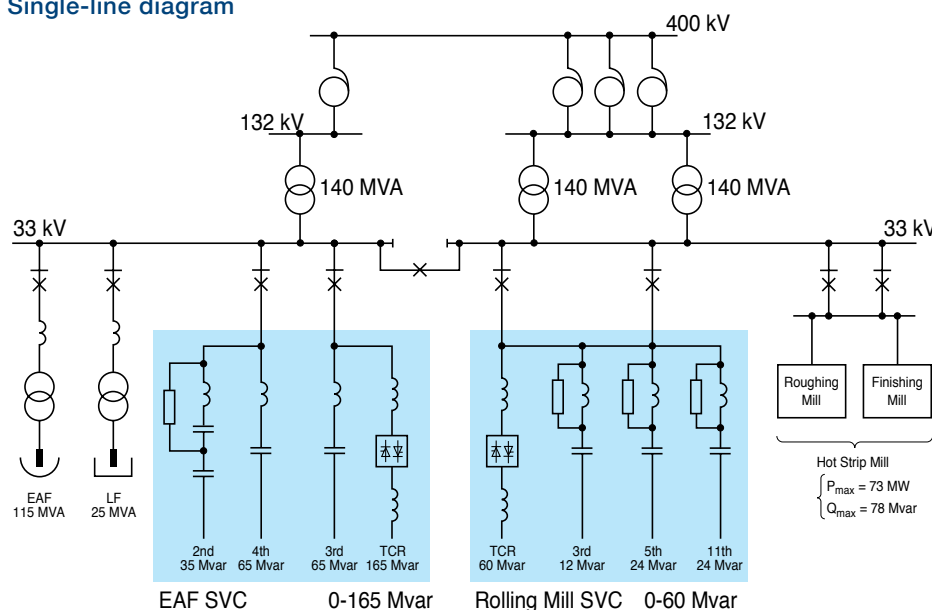 Single-line diagram
400 kV
132 kV
132 kV
140 MVA
140 MVA
140 MVA
33 kV
33 kV
EAF
115 MVA
LF
25 MVA
2nd
35 Mvar
4th
65 Mvar
3rd
65 Mvar
TCR
165 Mvar
TCR
60 Mvar
3rd
12 Mvar
5th
24 Mvar
11th
24 Mvar
Roughing
Mill
Finishing
Mill
Hot Strip Mill
Pmax = 73 MW
Qmax = 78 Mvar
EAF SVC 0-165 Mvar
Rolling Mill SVC 0-60 Mvar